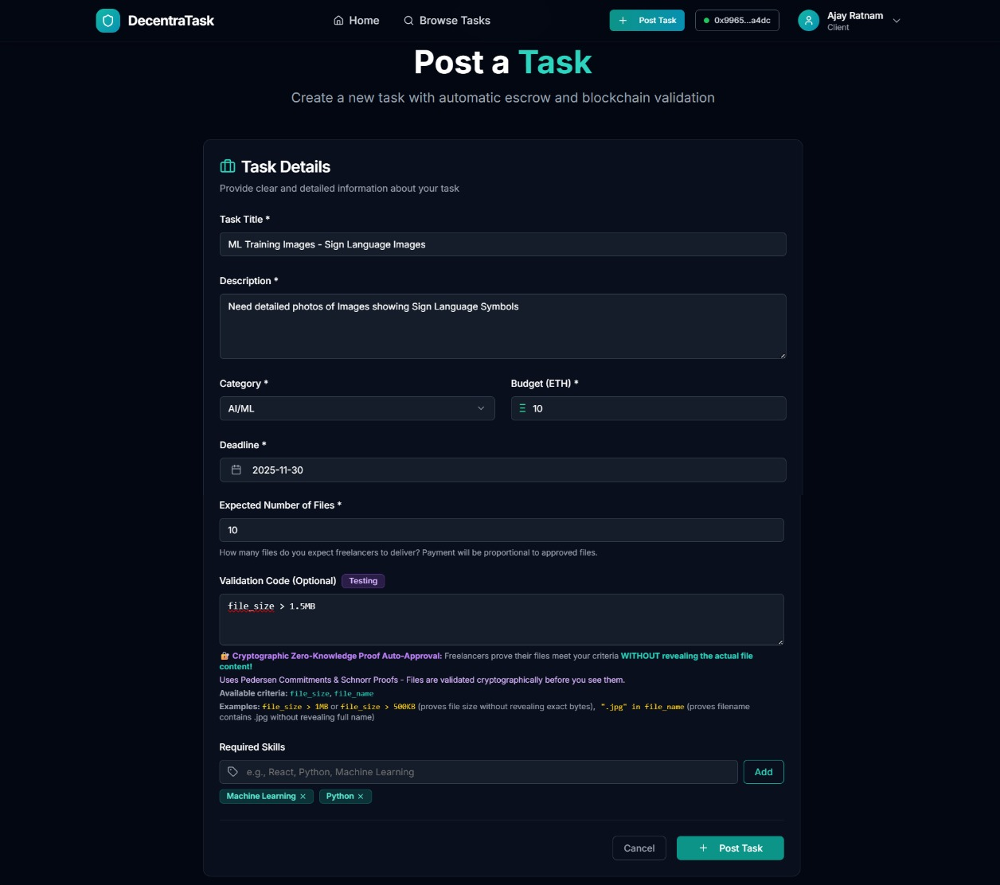 DecentraTask
Home
Browse Tasks
+ Post Task
0x9965...a4dc
Ajay Ratnam
Client
Post a Task
Create a new task with automatic escrow and blockchain validation
Task Details
Provide clear and detailed information about your task
Task Title *
ML Training Images - Sign Language Images
Description *
Need detailed photos of Images showing Sign Language Symbols
Category *
Budget (ETH) *
AI/ML
Ξ 10
Deadline *
2025-11-30
Expected Number of Files *
10
How many files do you expect freelancers to deliver? Payment will be proportional to approved files.
Validation Code (Optional) Testing
file_size > 1.5MB
🔐 Cryptographic Zero-Knowledge Proof Auto-Approval: Freelancers prove their files meet your criteria WITHOUT revealing the actual file
content!
Uses Pedersen Commitments & Schnorr Proofs - Files are validated cryptographically before you see them.
Available criteria: file_size, file_name
Examples: file_size > 1MB or file_size > 500KB (proves file size without revealing exact bytes), ".jpg" in file_name (proves filename
contains .jpg without revealing full name)
Required Skills
e.g., React, Python, Machine Learning
Add
Machine Learning ×
Python ×
Cancel
+ Post Task